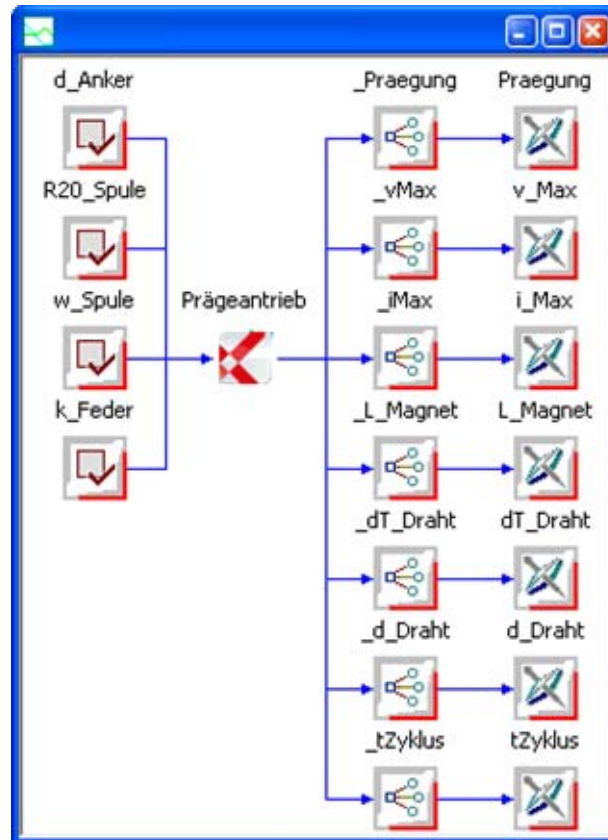 d_Anker _Praegung Praegung
R20_Spule _vMax v_Max
w_Spule Prägeantrieb _iMax i_Max
k_Feder _L_Magnet L_Magnet
_dT_Draht dT_Draht
_d_Draht d_Draht
_tZyklus tZyklus